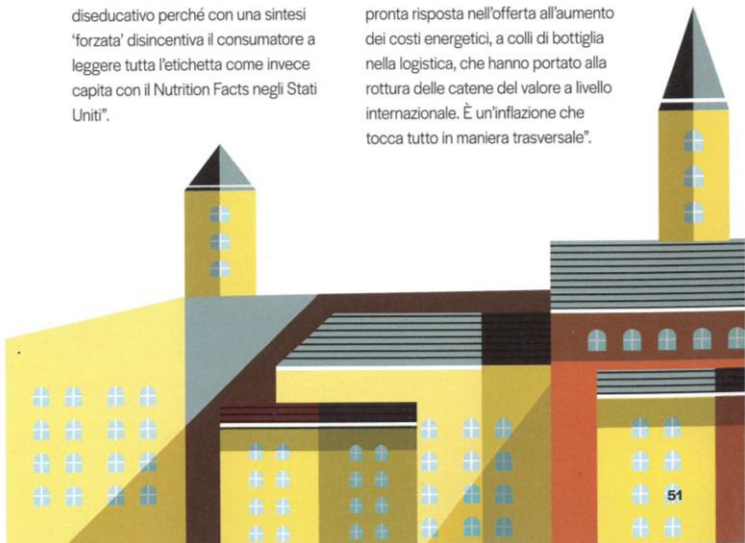 diseducativo perché con una sintesi
'forzata' disincentiva il consumatore a
leggere tutta l'etichetta come invece
capita con il Nutrition Facts negli Stati
Uniti".
pronta risposta nell'offerta all'aumento
dei costi energetici, a colli di bottiglia
nella logistica, che hanno portato alla
rottura delle catene del valore a livello
internazionale. È un'inflazione che
tocca tutto in maniera trasversale".
51